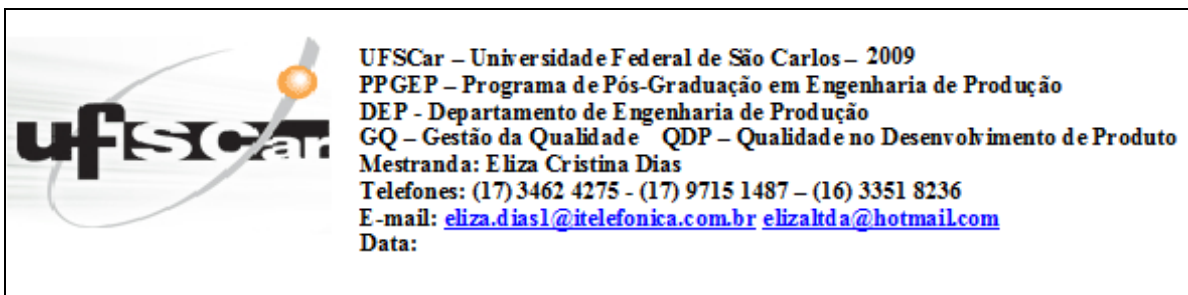 ufscar
UFSCar – Universidade Federal de São Carlos – 2009
PPGEP – Programa de Pós-Graduação em Engenharia de Produção
DEP - Departamento de Engenharia de Produção
GQ – Gestão da Qualidade QDP – Qualidade no Desenvolvimento de Produto
Mestranda: Eliza Cristina Dias
Telefones: (17) 3462 4275 - (17) 9715 1487 – (16) 3351 8236
E-mail: eliza.dias1@itelefonica.com.br elizaltda@hotmail.com
Data: